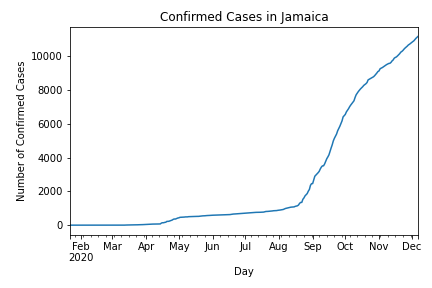 Confirmed Cases in Jamaica
Number of Confirmed Cases
10000
8000
6000
4000
2000
0
Feb Mar Apr May Jun Jul Aug Sep Oct Nov Dec
2020
Day